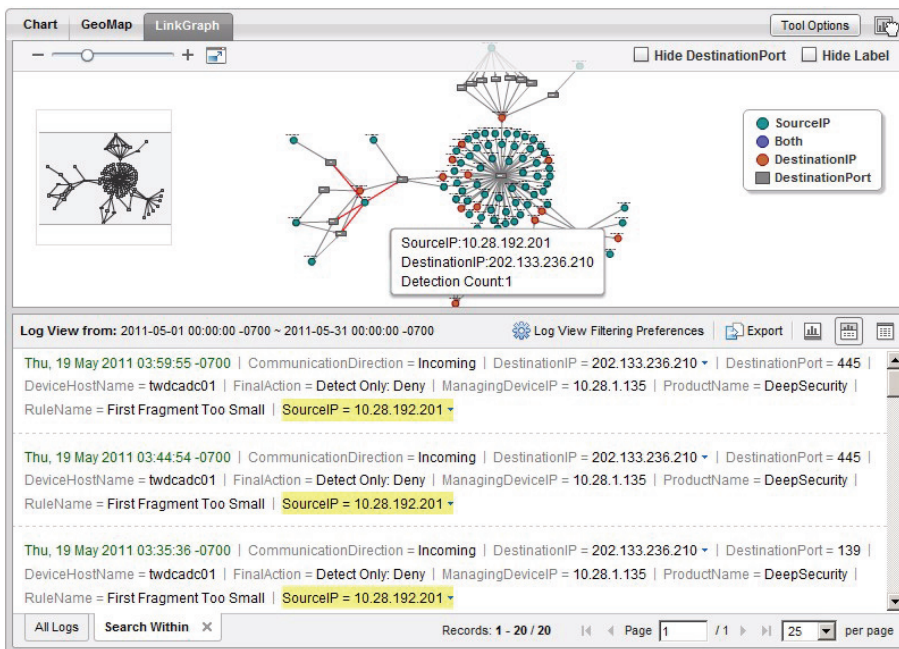 Chart GeoMap LinkGraph Tool Options
− + Hide DestinationPort Hide Label
SourceIP
Both
DestinationIP
DestinationPort
SourceIP:10.28.192.201
DestinationIP:202.133.236.210
Detection Count:1
Log View from: 2011-05-01 00:00:00 -0700 ~ 2011-05-31 00:00:00 -0700 Log View Filtering Preferences | Export
Thu, 19 May 2011 03:59:55 -0700 | CommunicationDirection = Incoming | DestinationIP = 202.133.236.210 | DestinationPort = 445 |
DeviceHostName = twdcadc01 | FinalAction = Detect Only: Deny | ManagingDeviceIP = 10.28.1.135 | ProductName = DeepSecurity |
RuleName = First Fragment Too Small | SourceIP = 10.28.192.201
Thu, 19 May 2011 03:44:54 -0700 | CommunicationDirection = Incoming | DestinationIP = 202.133.236.210 | DestinationPort = 445 |
DeviceHostName = twdcadc01 | FinalAction = Detect Only: Deny | ManagingDeviceIP = 10.28.1.135 | ProductName = DeepSecurity |
RuleName = First Fragment Too Small | SourceIP = 10.28.192.201
Thu, 19 May 2011 03:35:36 -0700 | CommunicationDirection = Incoming | DestinationIP = 202.133.236.210 | DestinationPort = 139 |
DeviceHostName = twdcadc01 | FinalAction = Detect Only: Deny | ManagingDeviceIP = 10.28.1.135 | ProductName = DeepSecurity |
RuleName = First Fragment Too Small | SourceIP = 10.28.192.201
All Logs Search Within × Records: 1 - 20 / 20 Page 1 / 1 25 per page